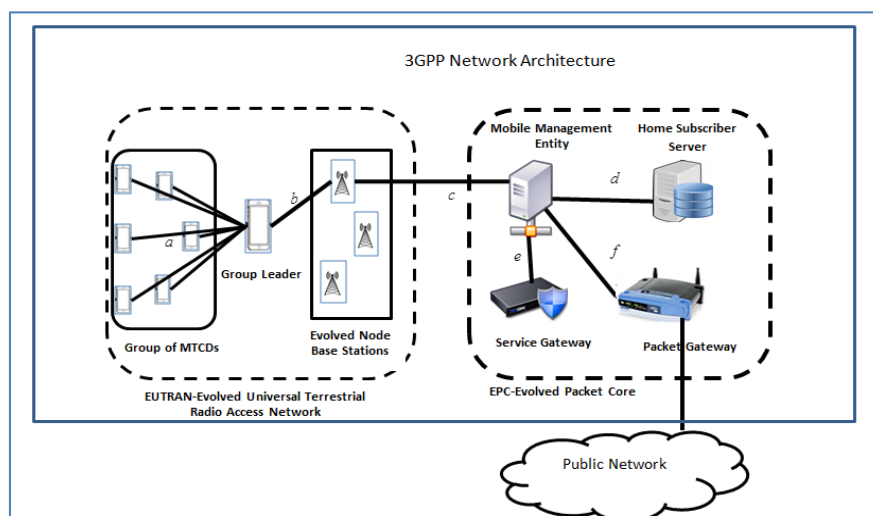 3GPP Network Architecture
Mobile Management
Entity
Home Subscriber
Server
a
b
c
d
e
f
Group Leader
Group of MTCDs
Evolved Node
Base Stations
Service Gateway
Packet Gateway
EUTRAN-Evolved Universal Terrestrial
Radio Access Network
EPC-Evolved Packet Core
Public Network